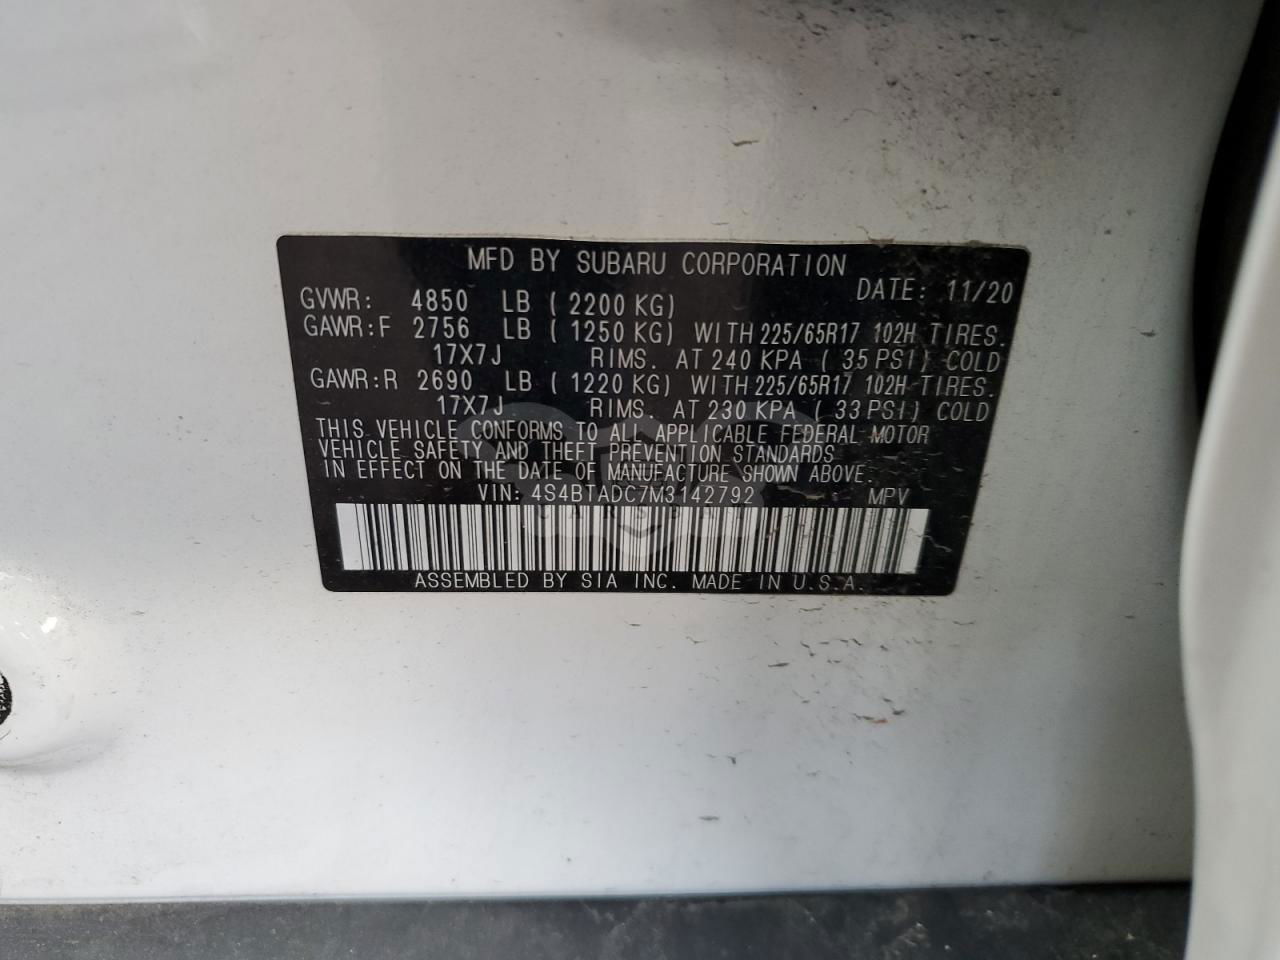 MFD BY SUBARU CORPORATION
DATE: 11/20
GVWR: 4850 LB ( 2200 KG)
GAWR:F 2756 LB ( 1250 KG) WITH 225/65R17 102H TIRES.
17X7J RIMS. AT 240 KPA ( 35 PSI) COLD
GAWR:R 2690 LB ( 1220 KG) WITH 225/65R17 102H TIRES.
17X7J RIMS. AT 230 KPA ( 33 PSI) COLD
THIS VEHICLE CONFORMS TO ALL APPLICABLE FEDERAL MOTOR
VEHICLE SAFETY AND THEFT PREVENTION STANDARDS
IN EFFECT ON THE DATE OF MANUFACTURE SHOWN ABOVE.
VIN: 4S4BTADC7M3142792 MPV
ASSEMBLED BY SIA INC. MADE IN U.S.A.